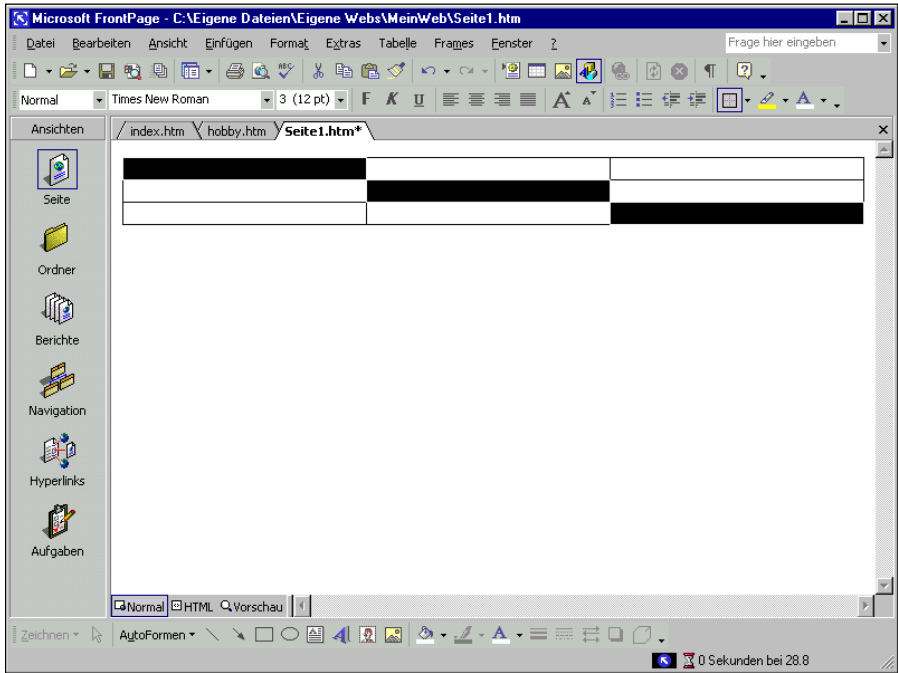 Microsoft FrontPage - C:\Eigene Dateien\Eigene Webs\MeinWeb\Seite1.htm
Datei Bearbeiten Ansicht Einfügen Format Extras Tabelle Frames Fenster ? Frage hier eingeben
Normal Times New Roman 3 (12 pt) F K U
Ansichten index.htm hobby.htm Seite1.htm*
Seite
Ordner
Berichte
Navigation
Hyperlinks
Aufgaben
Normal HTML Vorschau
Zeichnen AutoFormen
0 Sekunden bei 28.8